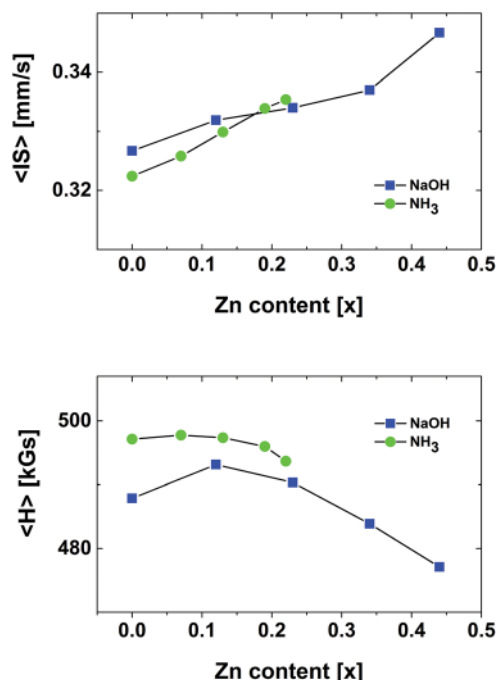 <IS> [mm/s]
0.34
0.32
NaOH
NH3
0.0 0.1 0.2 0.3 0.4 0.5
Zn content [x]
<H> [kGs]
500
480
NaOH
NH3
0.0 0.1 0.2 0.3 0.4 0.5
Zn content [x]